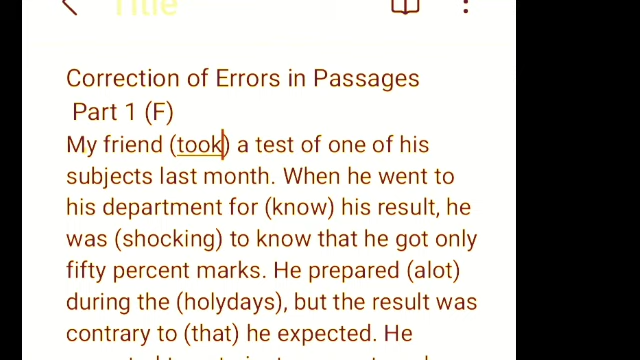 Title
Correction of Errors in Passages
Part 1 (F)
My friend (took) a test of one of his
subjects last month. When he went to
his department for (know) his result, he
was (shocking) to know that he got only
fifty percent marks. He prepared (alot)
during the (holydays), but the result was
contrary to (that) he expected. He